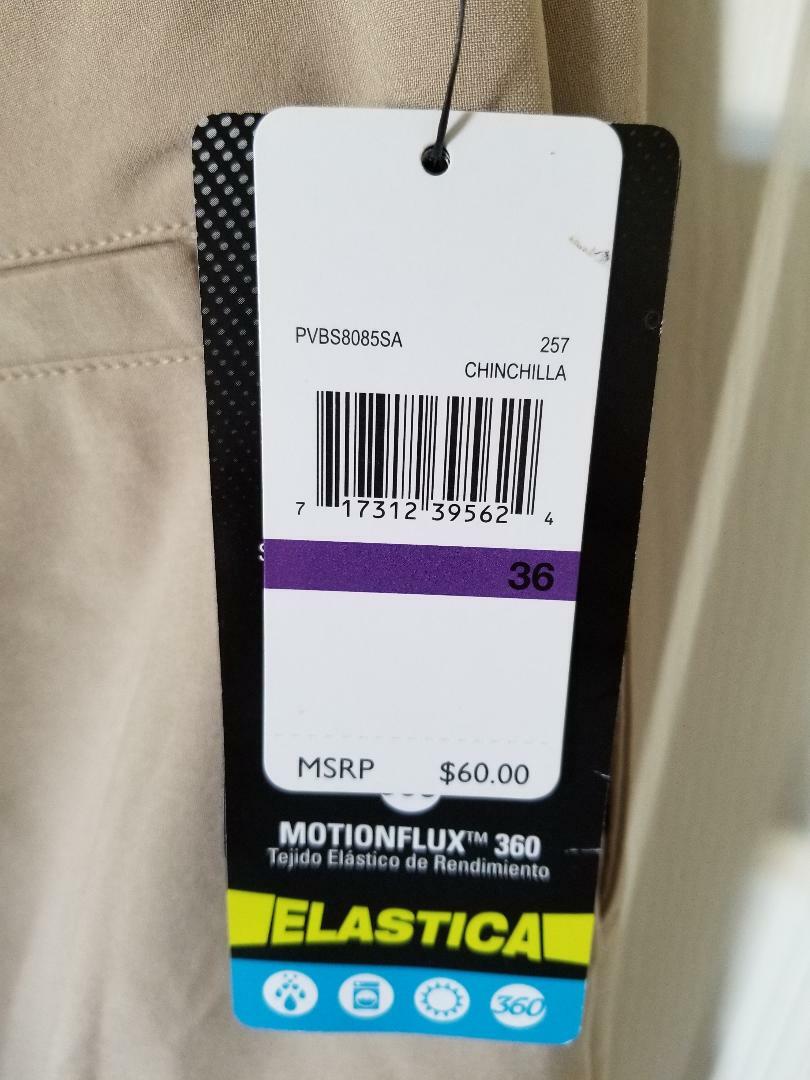 PVBS8085SA 257
CHINCHILLA
7 17312 39562 4
36
MSRP $60.00
MOTIONFLUX™ 360
Tejido Elástico de Rendimiento
ELASTICA
360